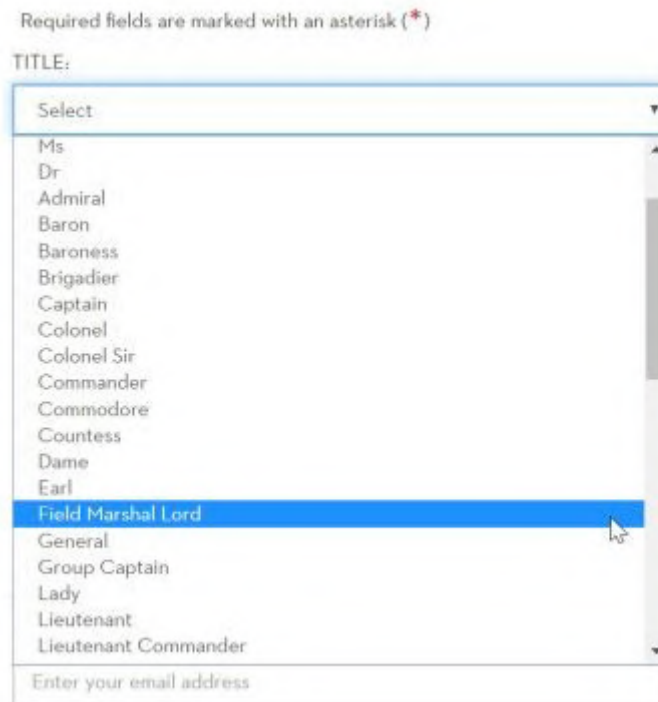 Required fields are marked with an asterisk (*)
TITLE:
Select
Ms
Dr
Admiral
Baron
Baroness
Brigadier
Captain
Colonel
Colonel Sir
Commander
Commodore
Countess
Dame
Earl
Field Marshal Lord
General
Group Captain
Lady
Lieutenant
Lieutenant Commander
Enter your email address